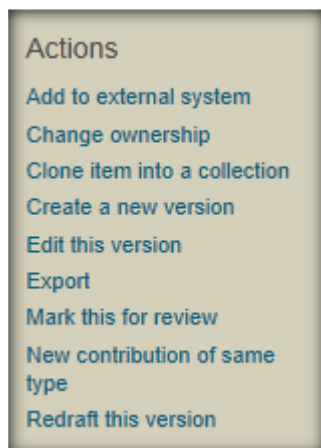 Actions
Add to external system
Change ownership
Clone item into a collection
Create a new version
Edit this version
Export
Mark this for review
New contribution of same
type
Redraft this version